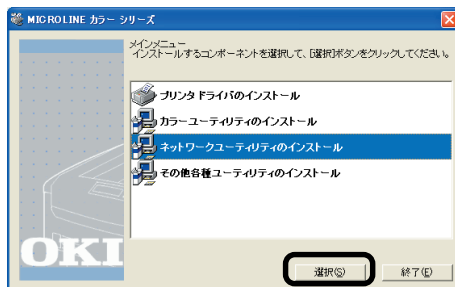 MICROLINE カラー シリーズ
メインメニュー
インストールするコンポーネントを選択して、[選択]ボタンをクリックしてください。
プリンタドライバのインストール
カラーユーティリティのインストール
ネットワークユーティリティのインストール
その他各種ユーティリティのインストール
OKI
選択(S)
終了(E)